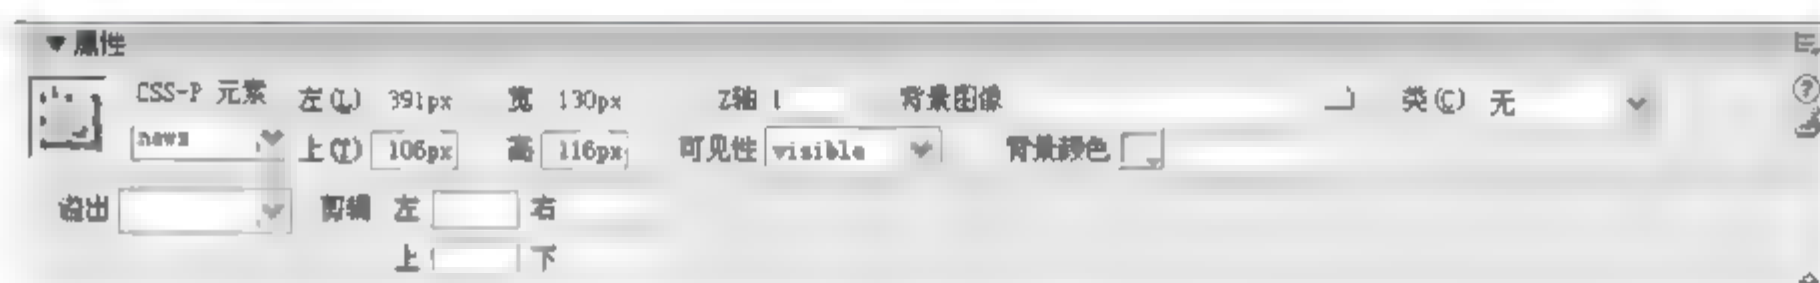 ▼ 属性
CSS-P 元素 左(L) 391px 宽 130px Z轴 1 背景图像 类(C) 无
news 上(T) 106px 高 116px 可见性 visible 背景颜色
溢出 剪辑 左 右
上 下